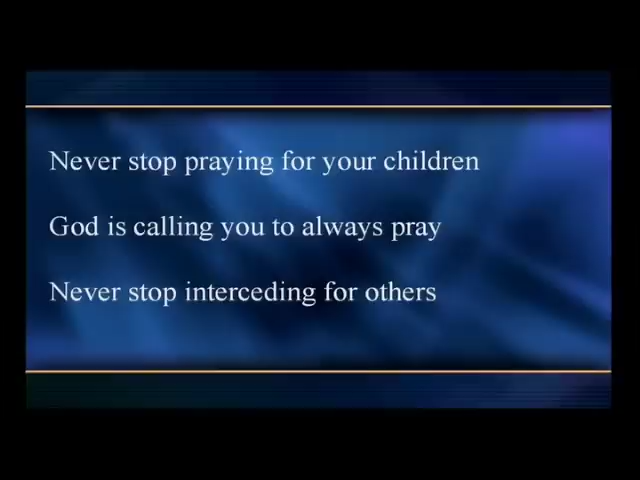 Never stop praying for your children
God is calling you to always pray
Never stop interceding for others